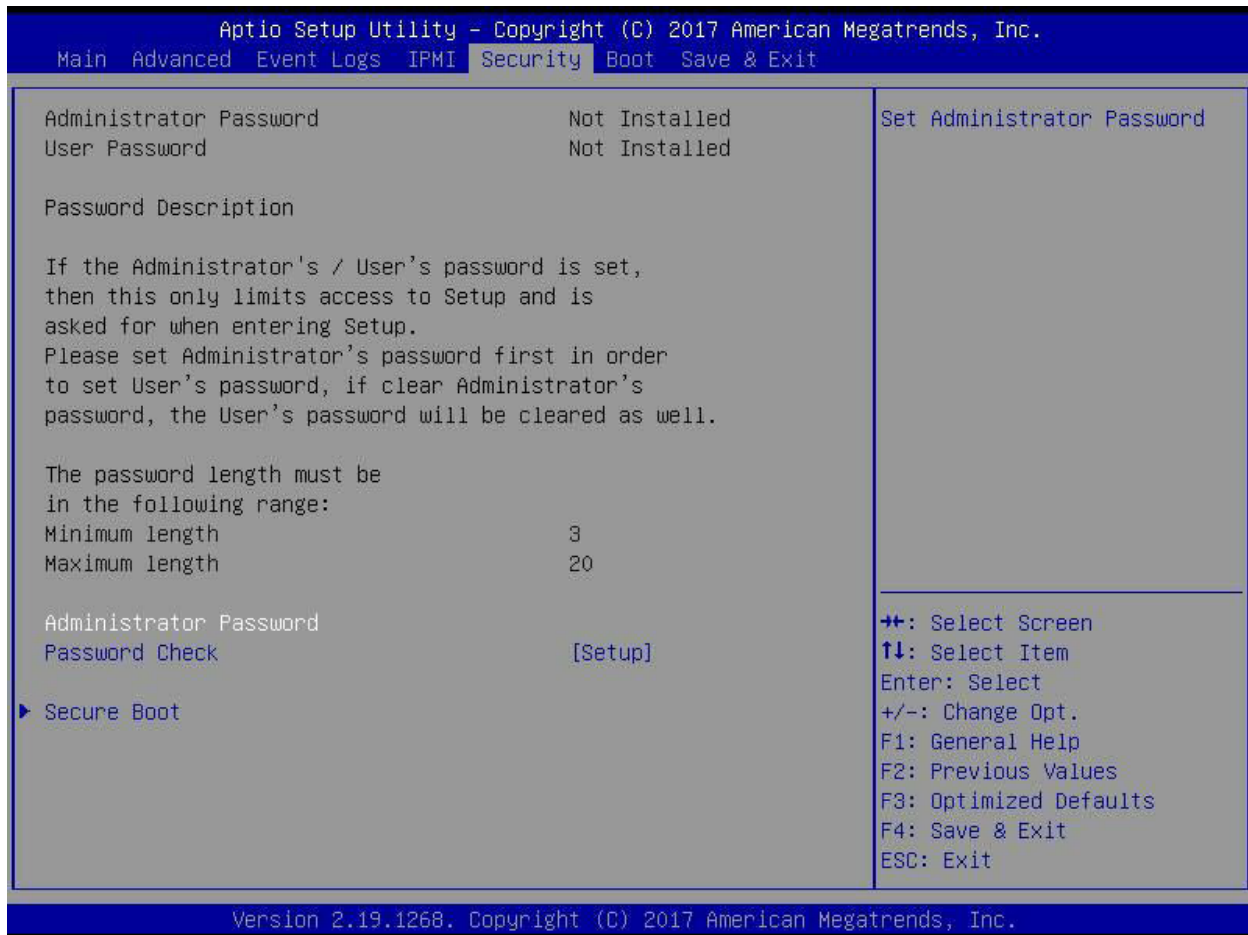 Aptio Setup Utility – Copyright (C) 2017 American Megatrends, Inc.
Main Advanced Event Logs IPMI Security Boot Save & Exit
Administrator Password Not Installed
User Password Not Installed
Password Description
If the Administrator's / User's password is set,
then this only limits access to Setup and is
asked for when entering Setup.
Please set Administrator's password first in order
to set User's password, if clear Administrator's
password, the User's password will be cleared as well.
The password length must be
in the following range:
Minimum length 3
Maximum length 20
Administrator Password
Password Check [Setup]
Secure Boot
Set Administrator Password
→←: Select Screen
↑↓: Select Item
Enter: Select
+/-: Change Opt.
F1: General Help
F2: Previous Values
F3: Optimized Defaults
F4: Save & Exit
ESC: Exit
Version 2.19.1268. Copyright (C) 2017 American Megatrends, Inc.